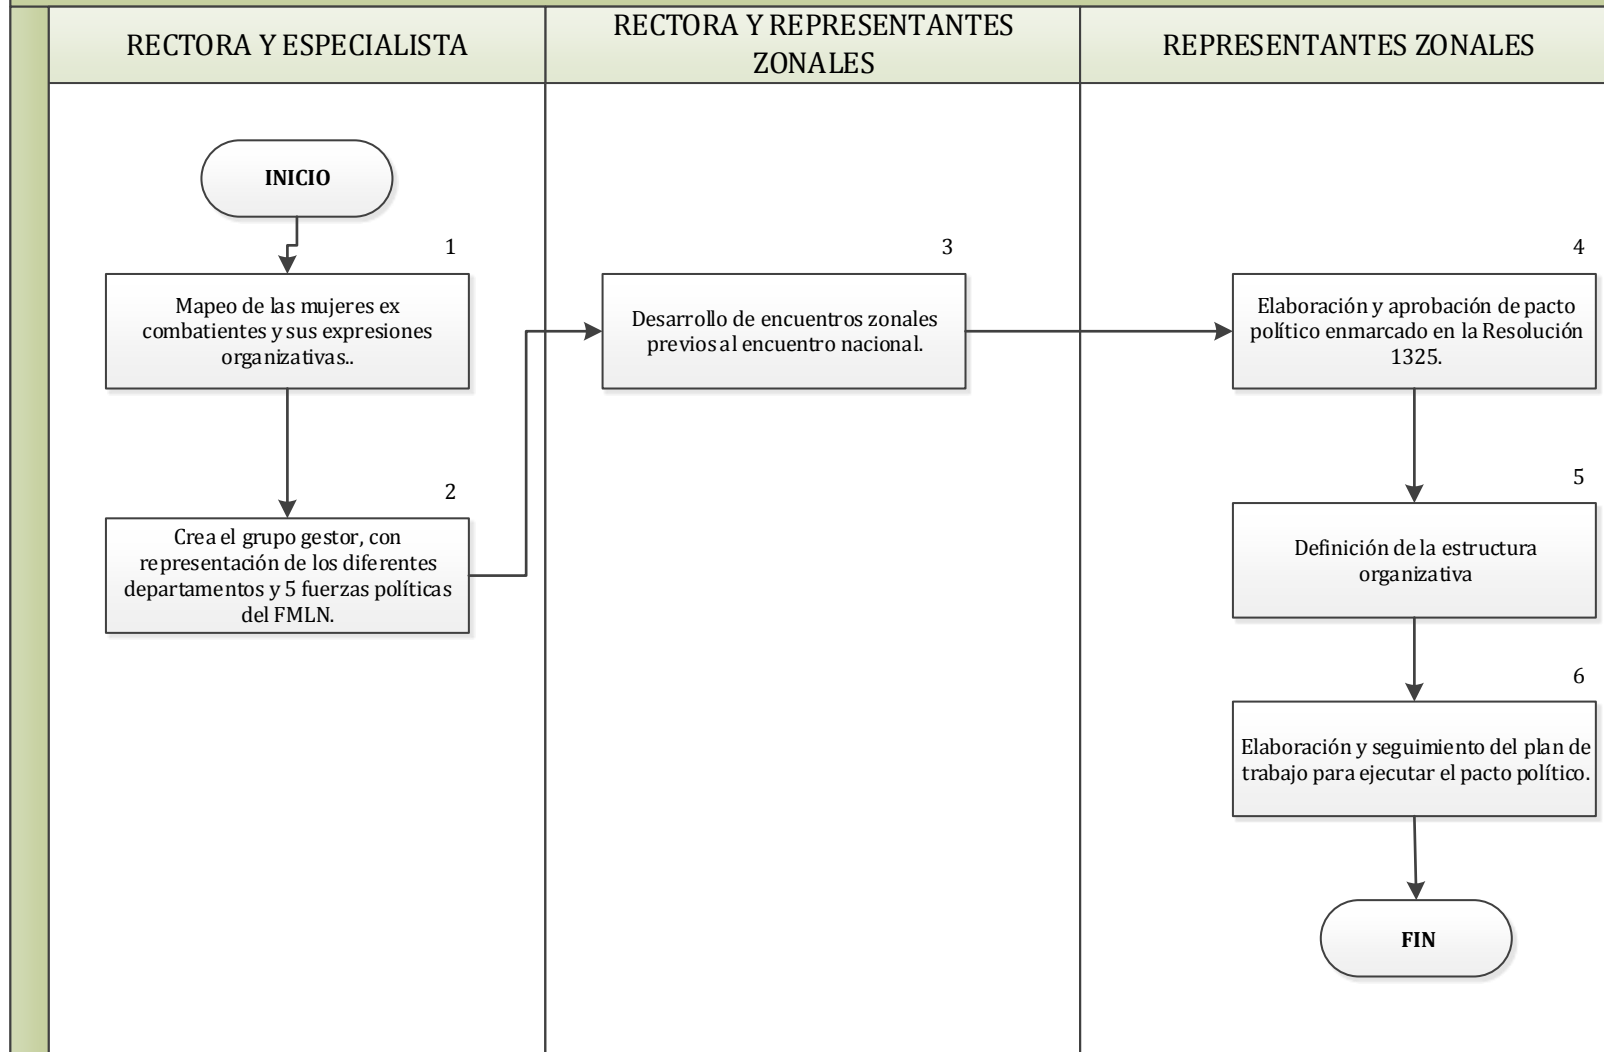 RECTORA Y ESPECIALISTA
RECTORA Y REPRESENTANTES
ZONALES
REPRESENTANTES ZONALES
INICIO
1
Mapeo de las mujeres ex
combatientes y sus expresiones
organizativas..
2
Crea el grupo gestor, con
representación de los diferentes
departamentos y 5 fuerzas políticas
del FMLN.
3
Desarrollo de encuentros zonales
previos al encuentro nacional.
4
Elaboración y aprobación de pacto
político enmarcado en la Resolución
1325.
5
Definición de la estructura
organizativa
6
Elaboración y seguimiento del plan de
trabajo para ejecutar el pacto político.
FIN